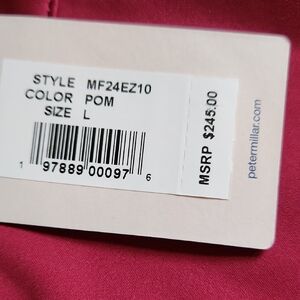 STYLE MF24EZ10
COLOR POM
SIZE L
1 97889 00097 6
MSRP $245.00
petermillar.com